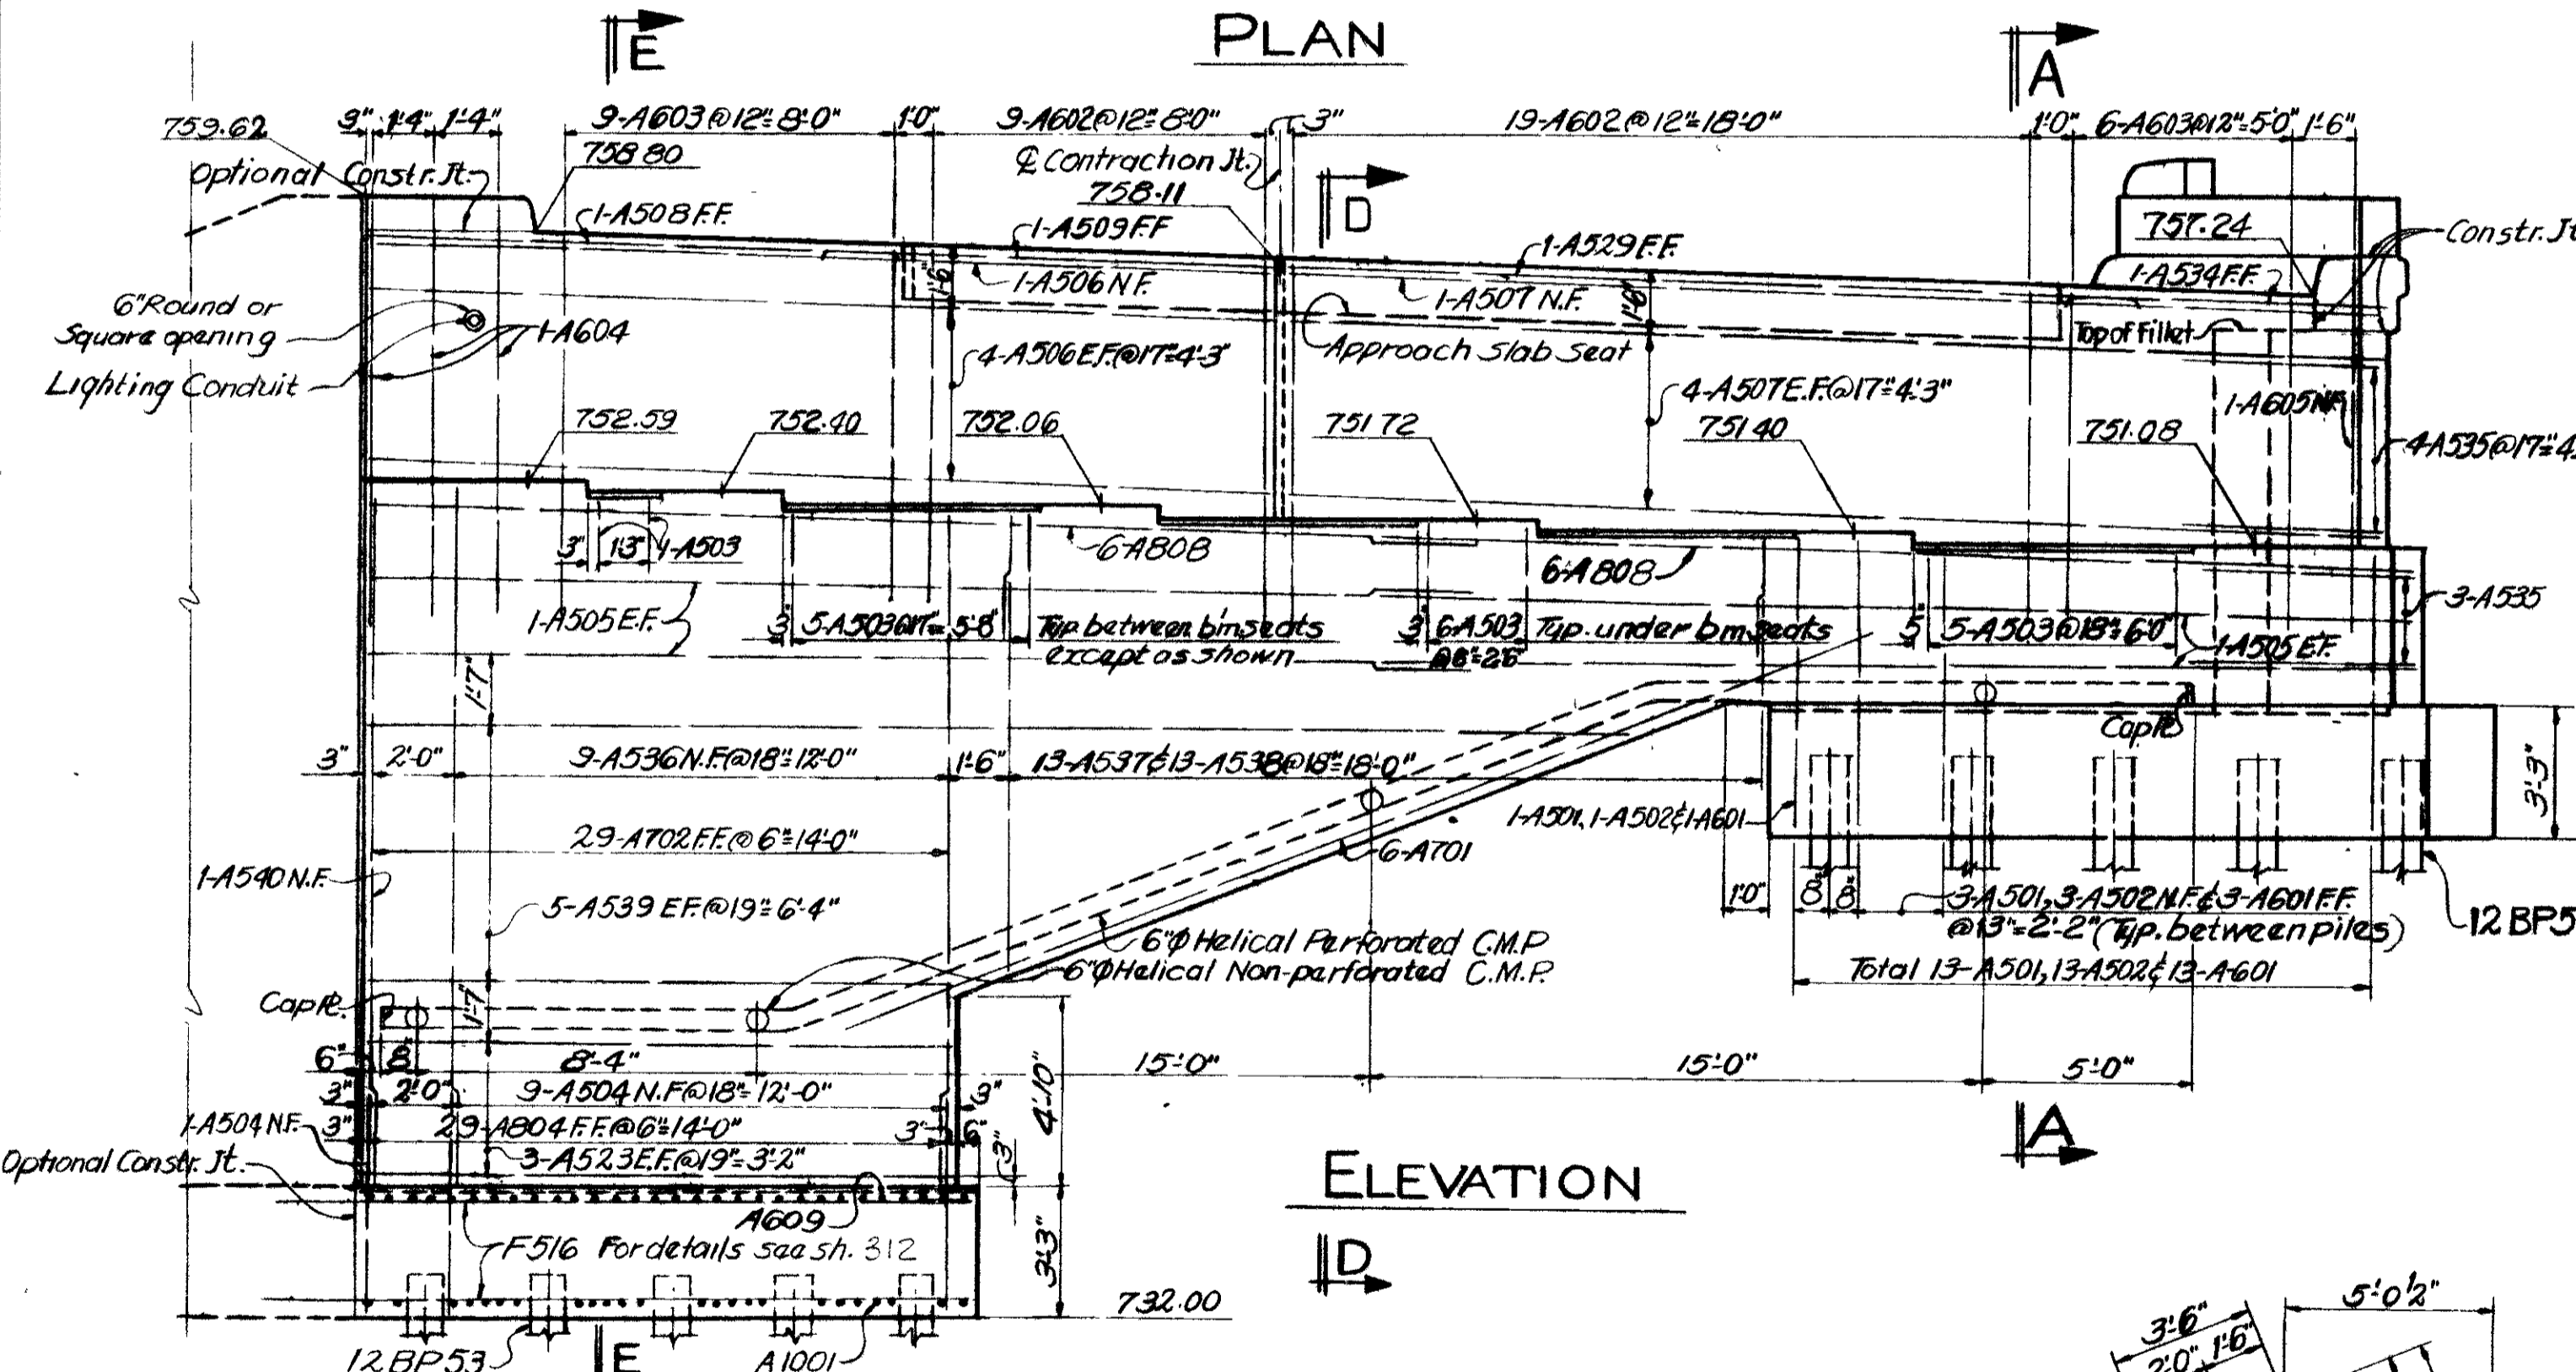 PLAN
E
A
759.62
3"
1'-4"
1'-4"
9-A603@12"=8'-0"
1'-0"
9-A602@12"=8'-0"
3"
19-A602@12"=18'-0"
1'-0"
6-A603@12"=5'-0"
1'-6"
Optional Constr. Jt.
758.80
℄ Contraction Jt.
758.11
D
1-A508 F.F.
1-A509 F.F.
1-A529 F.F.
757.24
Constr. Jt
1-A534 F.F.
1'-6"
1-A506 N.F.
1-A507 N.F.
1'-6"
6" Round or
Square opening
1-A604
Top of Fillet
Lighting Conduit
4-A506 E.F.@17"=4'-3"
Approach Slab Seat
4-A507 E.F.@17"=4'-3"
1-A605 N.F.
752.59
752.40
752.06
751.72
751.40
751.08
4-A535@17"=4
3"
1'-3"
1-A503
6-A808
6-A808
3-A535
1-A505 E.F.
3"
5-A503@17"=5'-8"
Typ. between bm seats
except as shown
3"
6-A503
@6"=2'-6"
Typ. under bm. seats
5"
5-A503@18"=6'-0"
1-A505 E.F.
1'-7"
Cap ℄
3"
2'-0"
9-A536 N.F.@18"=12'-0"
1'-6"
13-A537 & 13-A538@18"=18'-0"
3'-3"
1-A501, 1-A502 & 1-A601
29-A702 F.F.@6"=14'-0"
6-A701
1-A540 N.F.
5-A539 E.F.@19"=6'-4"
1'-0"
8"
8"
3-A501, 3-A502 N.F. & 3-A601 F.F.
@13"=2'-2" (Typ. between piles)
12 BP5
6"Φ Helical Perforated C.M.P.
6"Φ Helical Non-perforated C.M.P.
Total 13-A501, 13-A502 & 13-A601
Cap ℄.
1'-7"
6"
8"
8'-4"
15'-0"
15'-0"
5'-0"
3"
2'-0"
9-A504 N.F.@18"=12'-0"
3"
4'-10"
1-A504 N.F.
3"
29-A804 F.F.@6"=14'-0"
3"
6"
A
Optional Constr. Jt.
3-A523 E.F.@19"=3'-2"
3"
ELEVATION
A609
F516 For details see sh. 312
3'-3"
D
732.00
5'-0½"
3'-6"
2'-0"
1'-6"
12 BP53
E
A1001